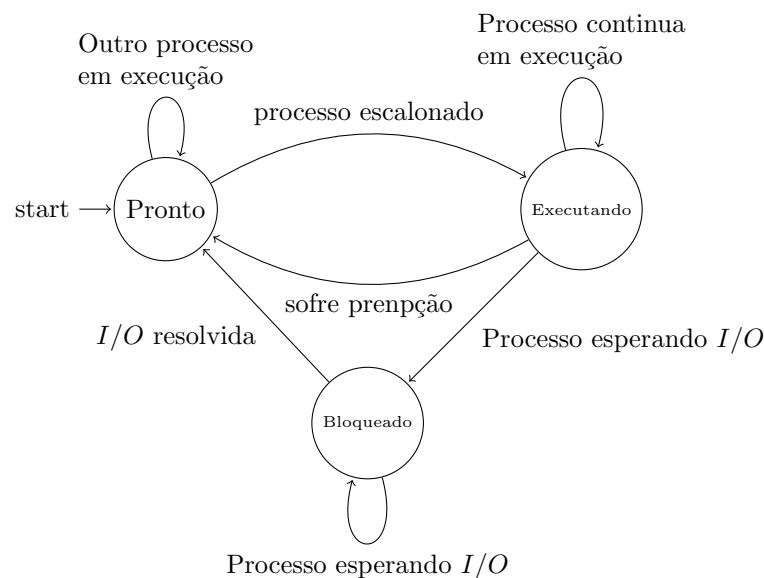 Processo continua
em execução
Outro processo
em execução
processo escalonado
start
Pronto
Executando
sofre prenpção
I/O resolvida
Processo esperando I/O
Bloqueado
Processo esperando I/O